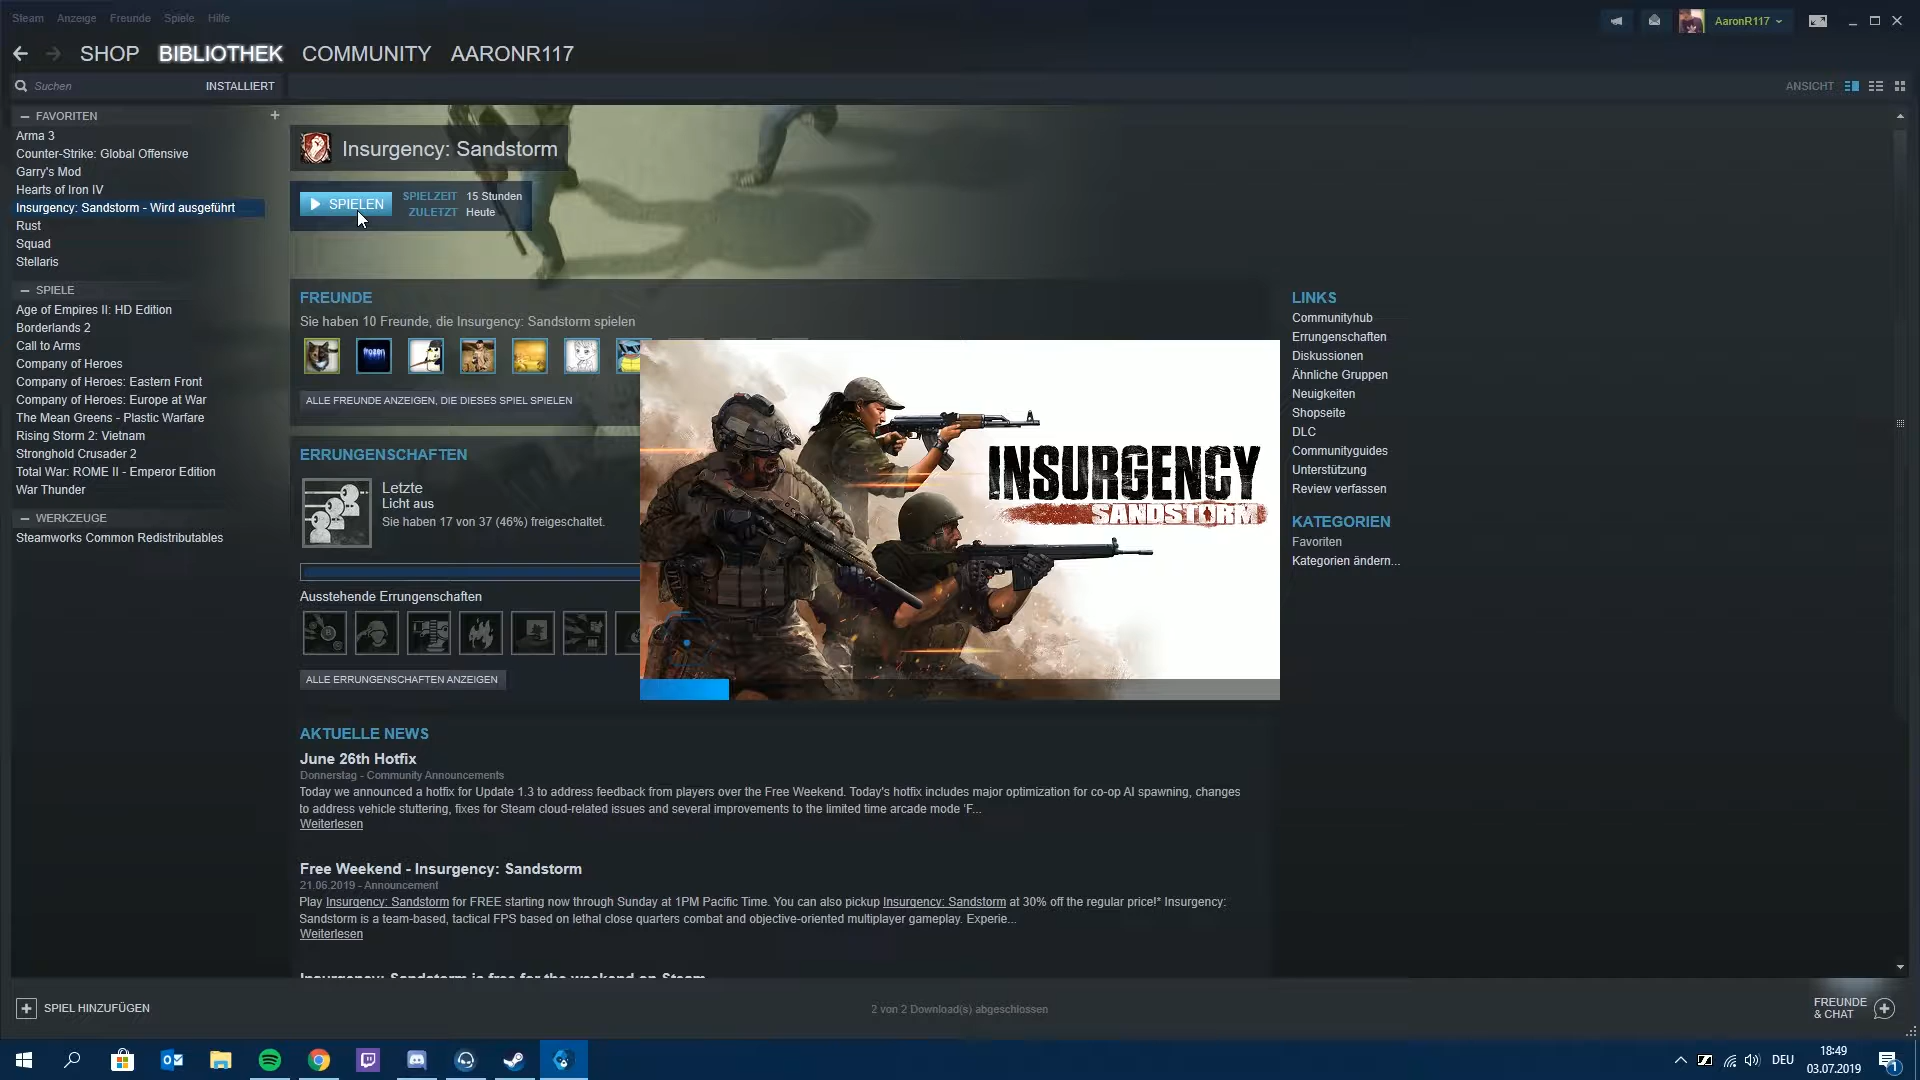 Steam Anzeige Freunde Spiele Hilfe
AaronR117
SHOP BIBLIOTHEK COMMUNITY AARONR117
Suchen INSTALLIERT
ANSICHT
— FAVORITEN +
Arma 3
Counter-Strike: Global Offensive
Garry's Mod
Hearts of Iron IV
Insurgency: Sandstorm - Wird ausgeführt
Rust
Squad
Stellaris
— SPIELE
Age of Empires II: HD Edition
Borderlands 2
Call to Arms
Company of Heroes
Company of Heroes: Eastern Front
Company of Heroes: Europe at War
The Mean Greens - Plastic Warfare
Rising Storm 2: Vietnam
Stronghold Crusader 2
Total War: ROME II - Emperor Edition
War Thunder
— WERKZEUGE
Steamworks Common Redistributables
Insurgency: Sandstorm
SPIELEN
SPIELZEIT 15 Stunden
ZULETZT Heute
FREUNDE
Sie haben 10 Freunde, die Insurgency: Sandstorm spielen
frozen
ALLE FREUNDE ANZEIGEN, DIE DIESES SPIEL SPIELEN
ERRUNGENSCHAFTEN
Letzte
Licht aus
Sie haben 17 von 37 (46%) freigeschaltet.
Ausstehende Errungenschaften
ALLE ERRUNGENSCHAFTEN ANZEIGEN
INSURGENCY
SANDSTORM
LINKS
Communityhub
Errungenschaften
Diskussionen
Ähnliche Gruppen
Neuigkeiten
Shopseite
DLC
Communityguides
Unterstützung
Review verfassen
KATEGORIEN
Favoriten
Kategorien ändern...
AKTUELLE NEWS
June 26th Hotfix
Donnerstag - Community Announcements
Today we announced a hotfix for Update 1.3 to address feedback from players over the Free Weekend. Today's hotfix includes major optimization for co-op AI spawning, changes
to address vehicle stuttering, fixes for Steam cloud-related issues and several improvements to the limited time arcade mode 'F...
Weiterlesen
Free Weekend - Insurgency: Sandstorm
21.06.2019 - Announcement
Play Insurgency: Sandstorm for FREE starting now through Sunday at 1PM Pacific Time. You can also pickup Insurgency: Sandstorm at 30% off the regular price!* Insurgency:
Sandstorm is a team-based, tactical FPS based on lethal close quarters combat and objective-oriented multiplayer gameplay. Experie...
Weiterlesen
Insurgency: Sandstorm is free for the weekend on Steam
+ SPIEL HINZUFÜGEN
2 von 2 Download(s) abgeschlossen
FREUNDE
& CHAT
DEU
18:49
03.07.2019
1